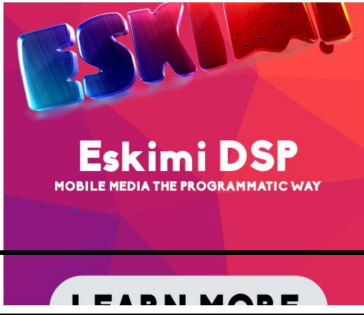 ESKIMI
Eskimi DSP
MOBILE MEDIA THE PROGRAMMATIC WAY
LEARN MORE